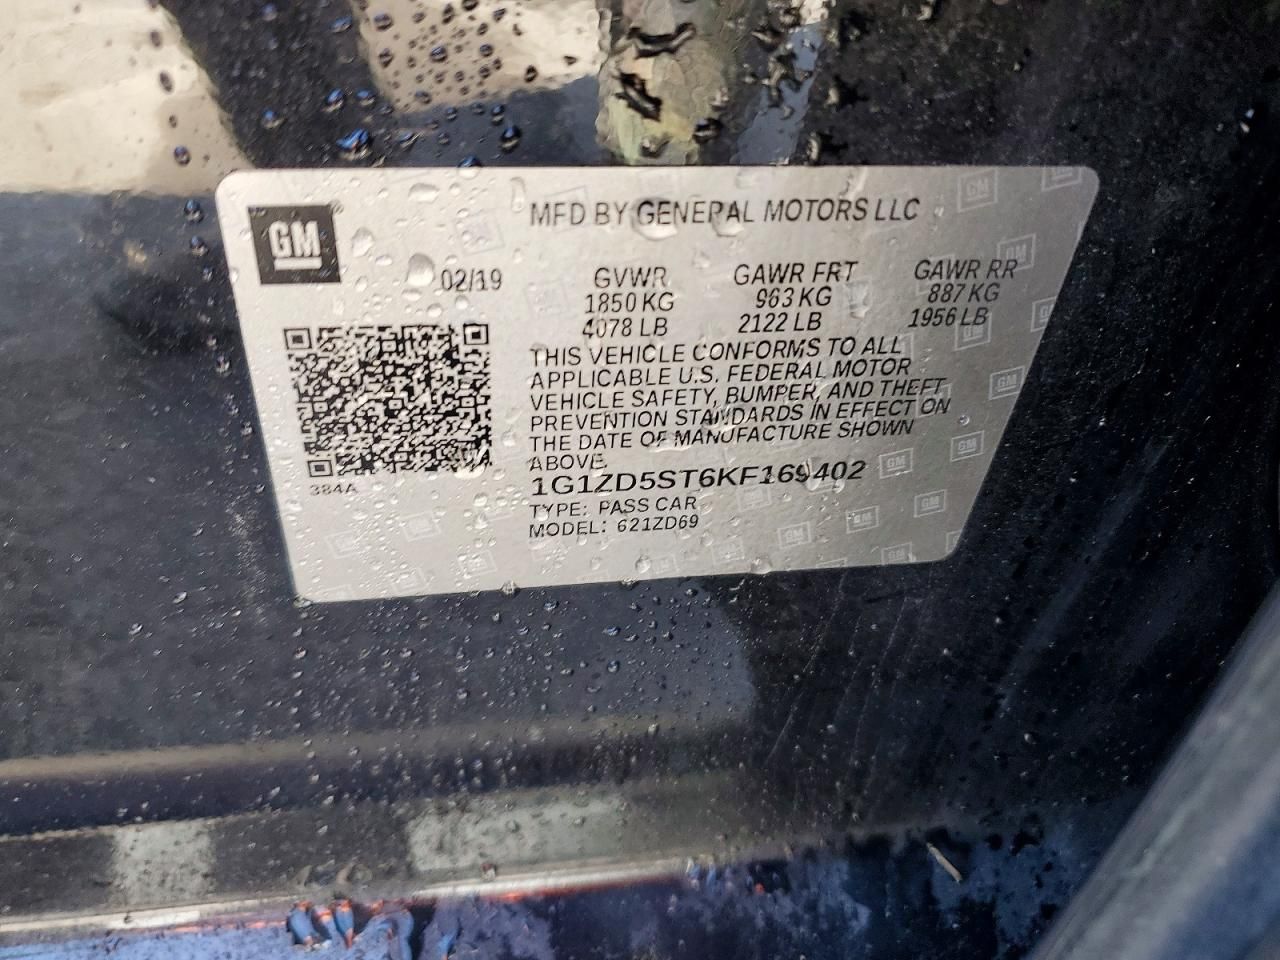 MFD BY GENERAL MOTORS LLC
GM
02/19
GVWR GAWR FRT GAWR RR
1850 KG 963 KG 887 KG
4078 LB 2122 LB 1956 LB
THIS VEHICLE CONFORMS TO ALL
APPLICABLE U.S. FEDERAL MOTOR
VEHICLE SAFETY, BUMPER, AND THEFT
PREVENTION STANDARDS IN EFFECT ON
THE DATE OF MANUFACTURE SHOWN
ABOVE.
384A
1G1ZD5ST6KF169402
TYPE: PASS CAR
MODEL: 621ZD69